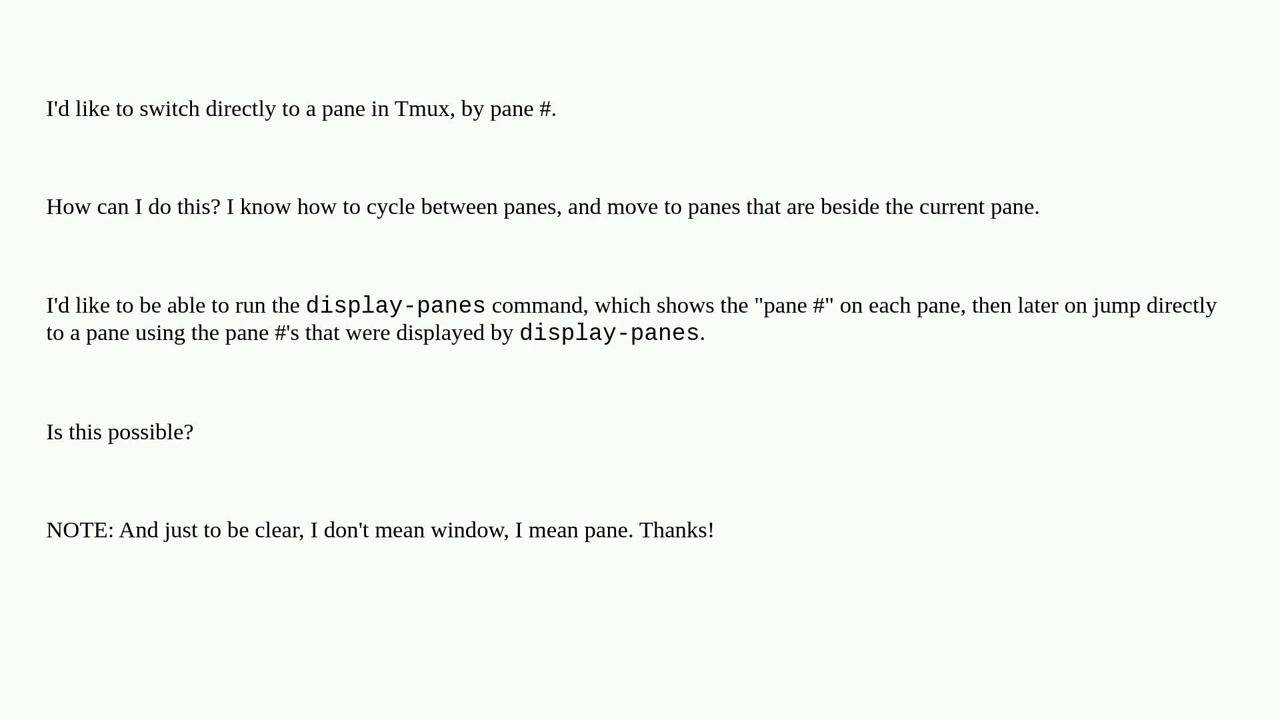 I'd like to switch directly to a pane in Tmux, by pane #.
How can I do this? I know how to cycle between panes, and move to panes that are beside the current pane.
I'd like to be able to run the display-panes command, which shows the "pane #" on each pane, then later on jump directly
to a pane using the pane #'s that were displayed by display-panes.
Is this possible?
NOTE: And just to be clear, I don't mean window, I mean pane. Thanks!